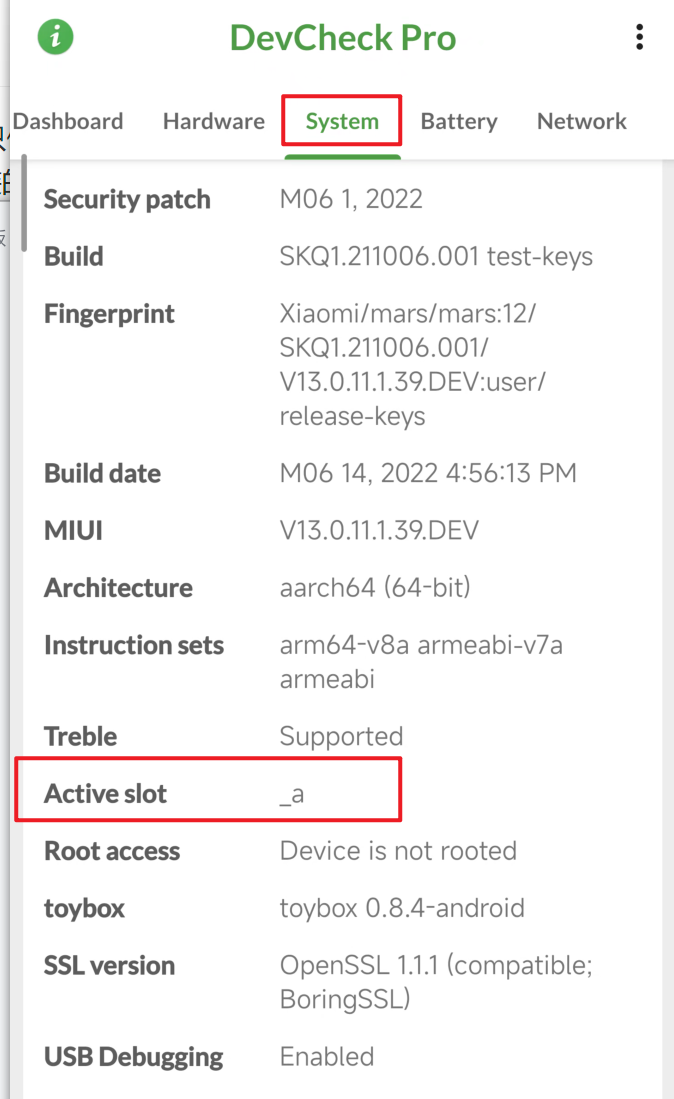 DevCheck Pro
Dashboard Hardware System Battery Network
Security patch M06 1, 2022
Build SKQ1.211006.001 test-keys
Fingerprint Xiaomi/mars/mars:12/
SKQ1.211006.001/
V13.0.11.1.39.DEV:user/
release-keys
Build date M06 14, 2022 4:56:13 PM
MIUI V13.0.11.1.39.DEV
Architecture aarch64 (64-bit)
Instruction sets arm64-v8a armeabi-v7a
armeabi
Treble Supported
Active slot _a
Root access Device is not rooted
toybox toybox 0.8.4-android
SSL version OpenSSL 1.1.1 (compatible;
BoringSSL)
USB Debugging Enabled